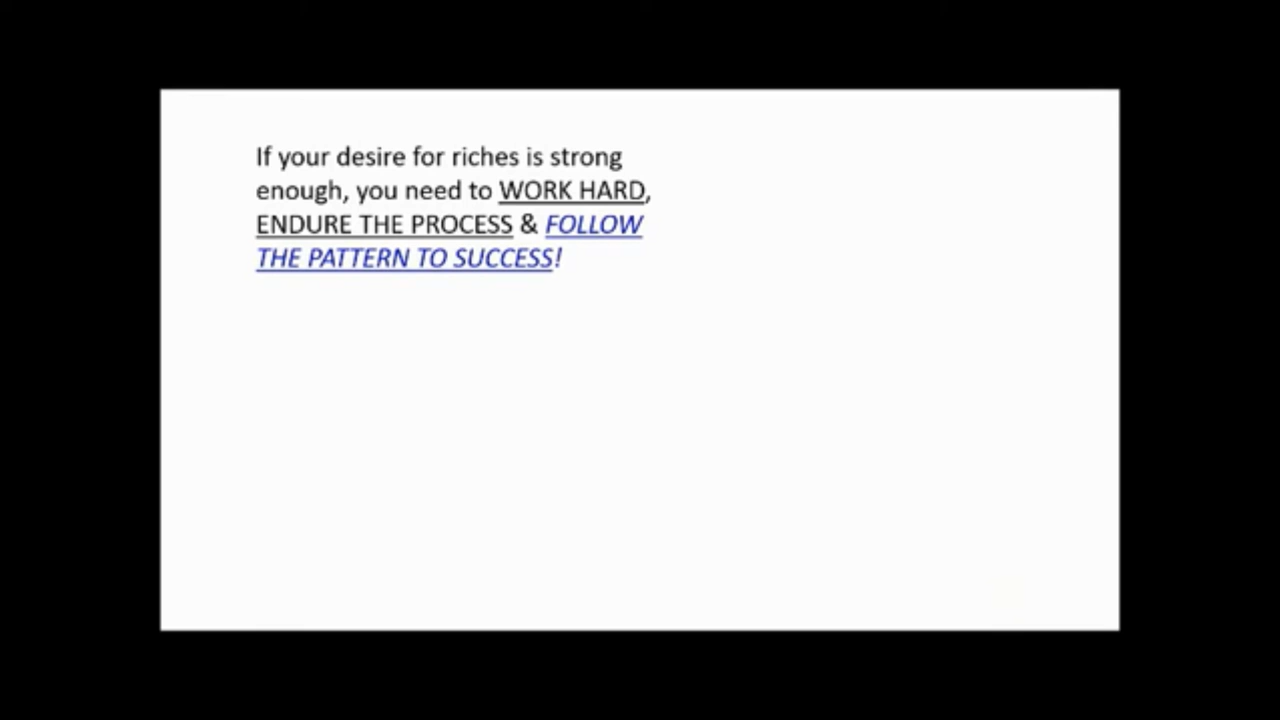 If your desire for riches is strong
enough, you need to WORK HARD,
ENDURE THE PROCESS & FOLLOW
THE PATTERN TO SUCCESS!